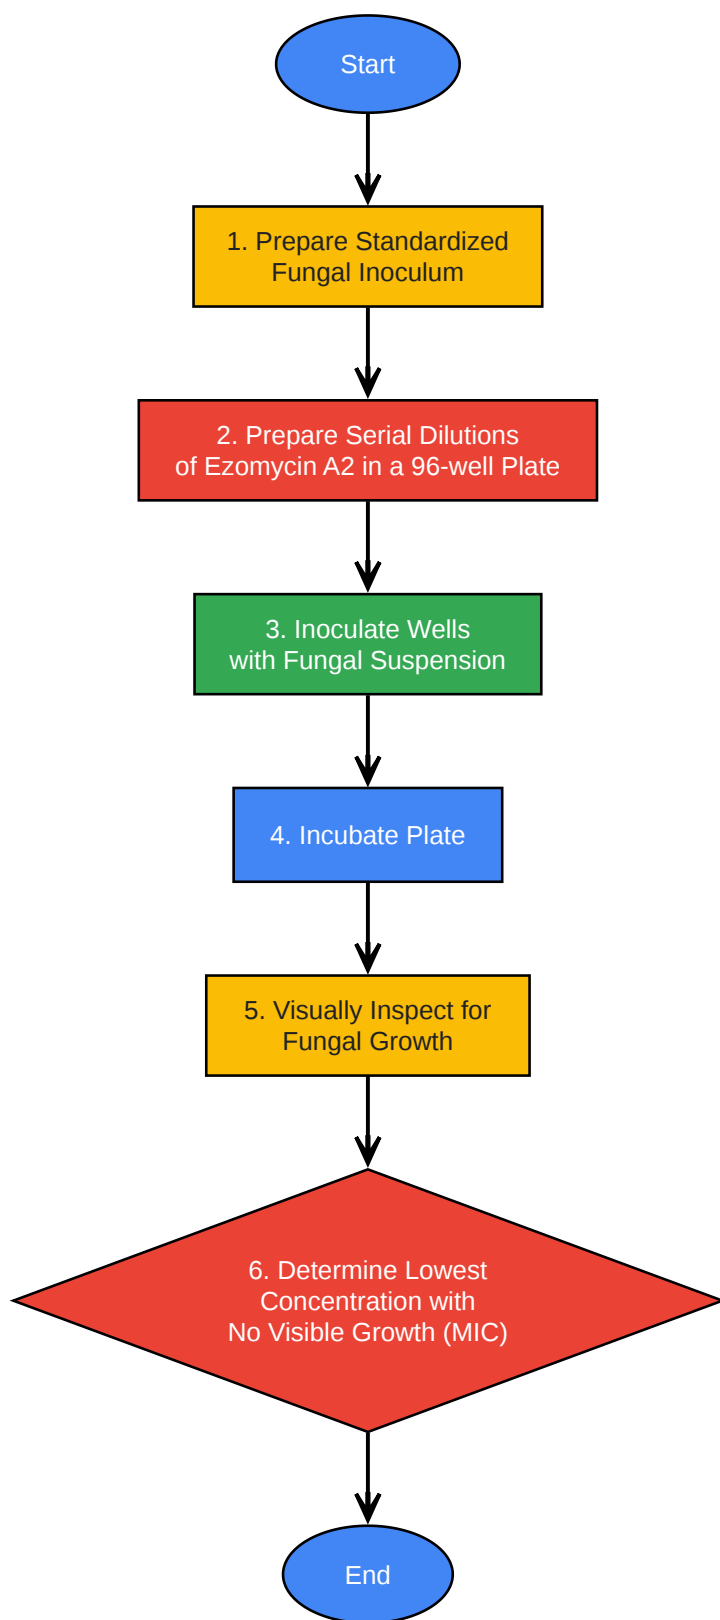 Start
1. Prepare Standardized
Fungal Inoculum
2. Prepare Serial Dilutions
of Ezomycin A2 in a 96-well Plate
3. Inoculate Wells
with Fungal Suspension
4. Incubate Plate
5. Visually Inspect for
Fungal Growth
6. Determine Lowest
Concentration with
No Visible Growth (MIC)
End